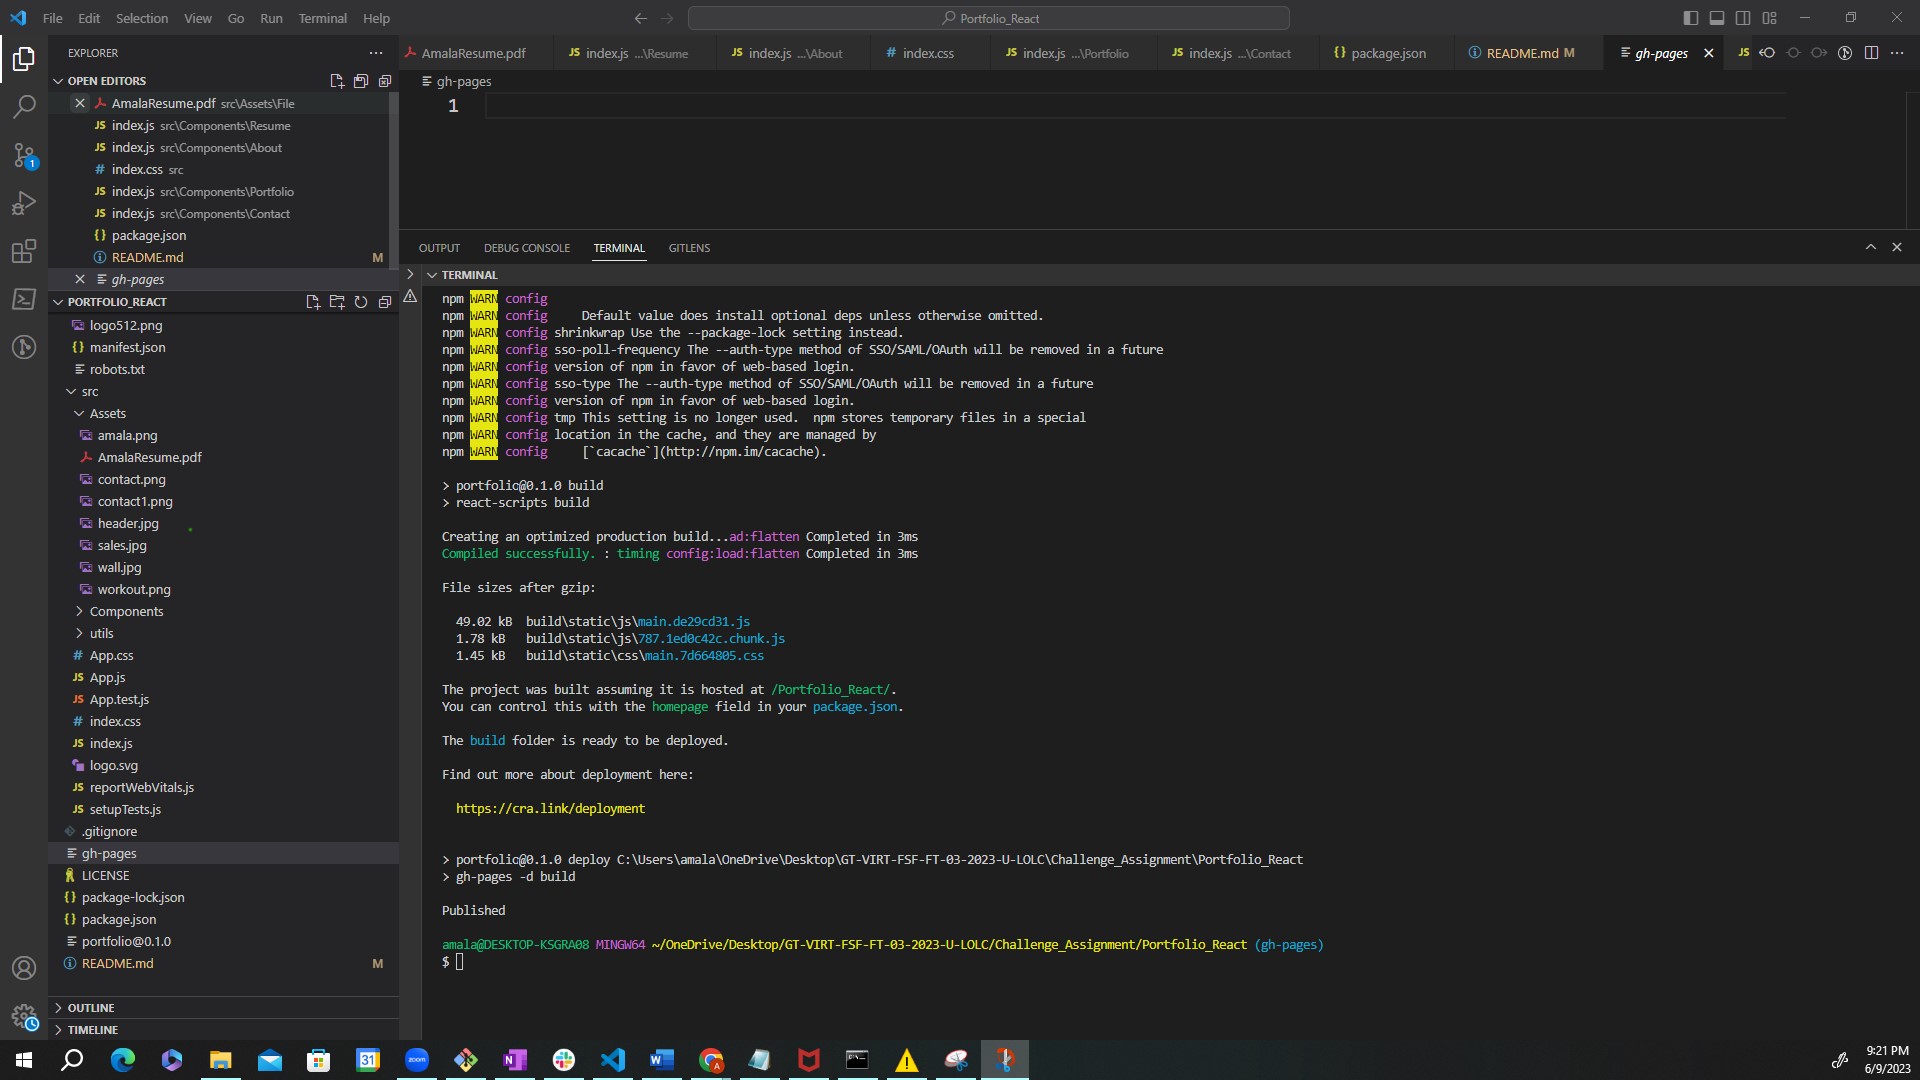 File Edit Selection View Go Run Terminal Help
Portfolio_React
EXPLORER
OPEN EDITORS
AmalaResume.pdf src\Assets\File
index.js src\Components\Resume
index.js src\Components\About
index.css src
index.js src\Components\Portfolio
index.js src\Components\Contact
package.json
README.md M
gh-pages
PORTFOLIO_REACT
logo512.png
manifest.json
robots.txt
src
Assets
amala.png
AmalaResume.pdf
contact.png
contact1.png
header.jpg
sales.jpg
wall.jpg
workout.png
Components
utils
App.css
App.js
App.test.js
index.css
index.js
logo.svg
reportWebVitals.js
setupTests.js
.gitignore
gh-pages
LICENSE
package-lock.json
package.json
portfolio@0.1.0
README.md M
OUTLINE
TIMELINE
AmalaResume.pdf index.js ...\Resume index.js ...\About index.css index.js ...\Portfolio index.js ...\Contact package.json README.md M gh-pages
gh-pages
1
OUTPUT DEBUG CONSOLE TERMINAL GITLENS
TERMINAL
npm WARN config
npm WARN config     Default value does install optional deps unless otherwise omitted.
npm WARN config shrinkwrap Use the --package-lock setting instead.
npm WARN config sso-poll-frequency The --auth-type method of SSO/SAML/OAuth will be removed in a future
npm WARN config version of npm in favor of web-based login.
npm WARN config sso-type The --auth-type method of SSO/SAML/OAuth will be removed in a future
npm WARN config version of npm in favor of web-based login.
npm WARN config tmp This setting is no longer used.  npm stores temporary files in a special
npm WARN config location in the cache, and they are managed by
npm WARN config     [`cacache`](http://npm.im/cacache).
> portfolio@0.1.0 build
> react-scripts build
Creating an optimized production build...ad:flatten Completed in 3ms
Compiled successfully. : timing config:load:flatten Completed in 3ms
File sizes after gzip:
49.02 kB  build\static\js\main.de29cd31.js
1.78 kB   build\static\js\787.1ed0c42c.chunk.js
1.45 kB   build\static\css\main.7d664805.css
The project was built assuming it is hosted at /Portfolio_React/.
You can control this with the homepage field in your package.json.
The build folder is ready to be deployed.
Find out more about deployment here:
https://cra.link/deployment
> portfolio@0.1.0 deploy C:\Users\amala\OneDrive\Desktop\GT-VIRT-FSF-FT-03-2023-U-LOLC\Challenge_Assignment\Portfolio_React
> gh-pages -d build
Published
amala@DESKTOP-KSGRA08 MINGW64 ~/OneDrive/Desktop/GT-VIRT-FSF-FT-03-2023-U-LOLC/Challenge_Assignment/Portfolio_React (gh-pages)
$
9:21 PM
6/9/2023